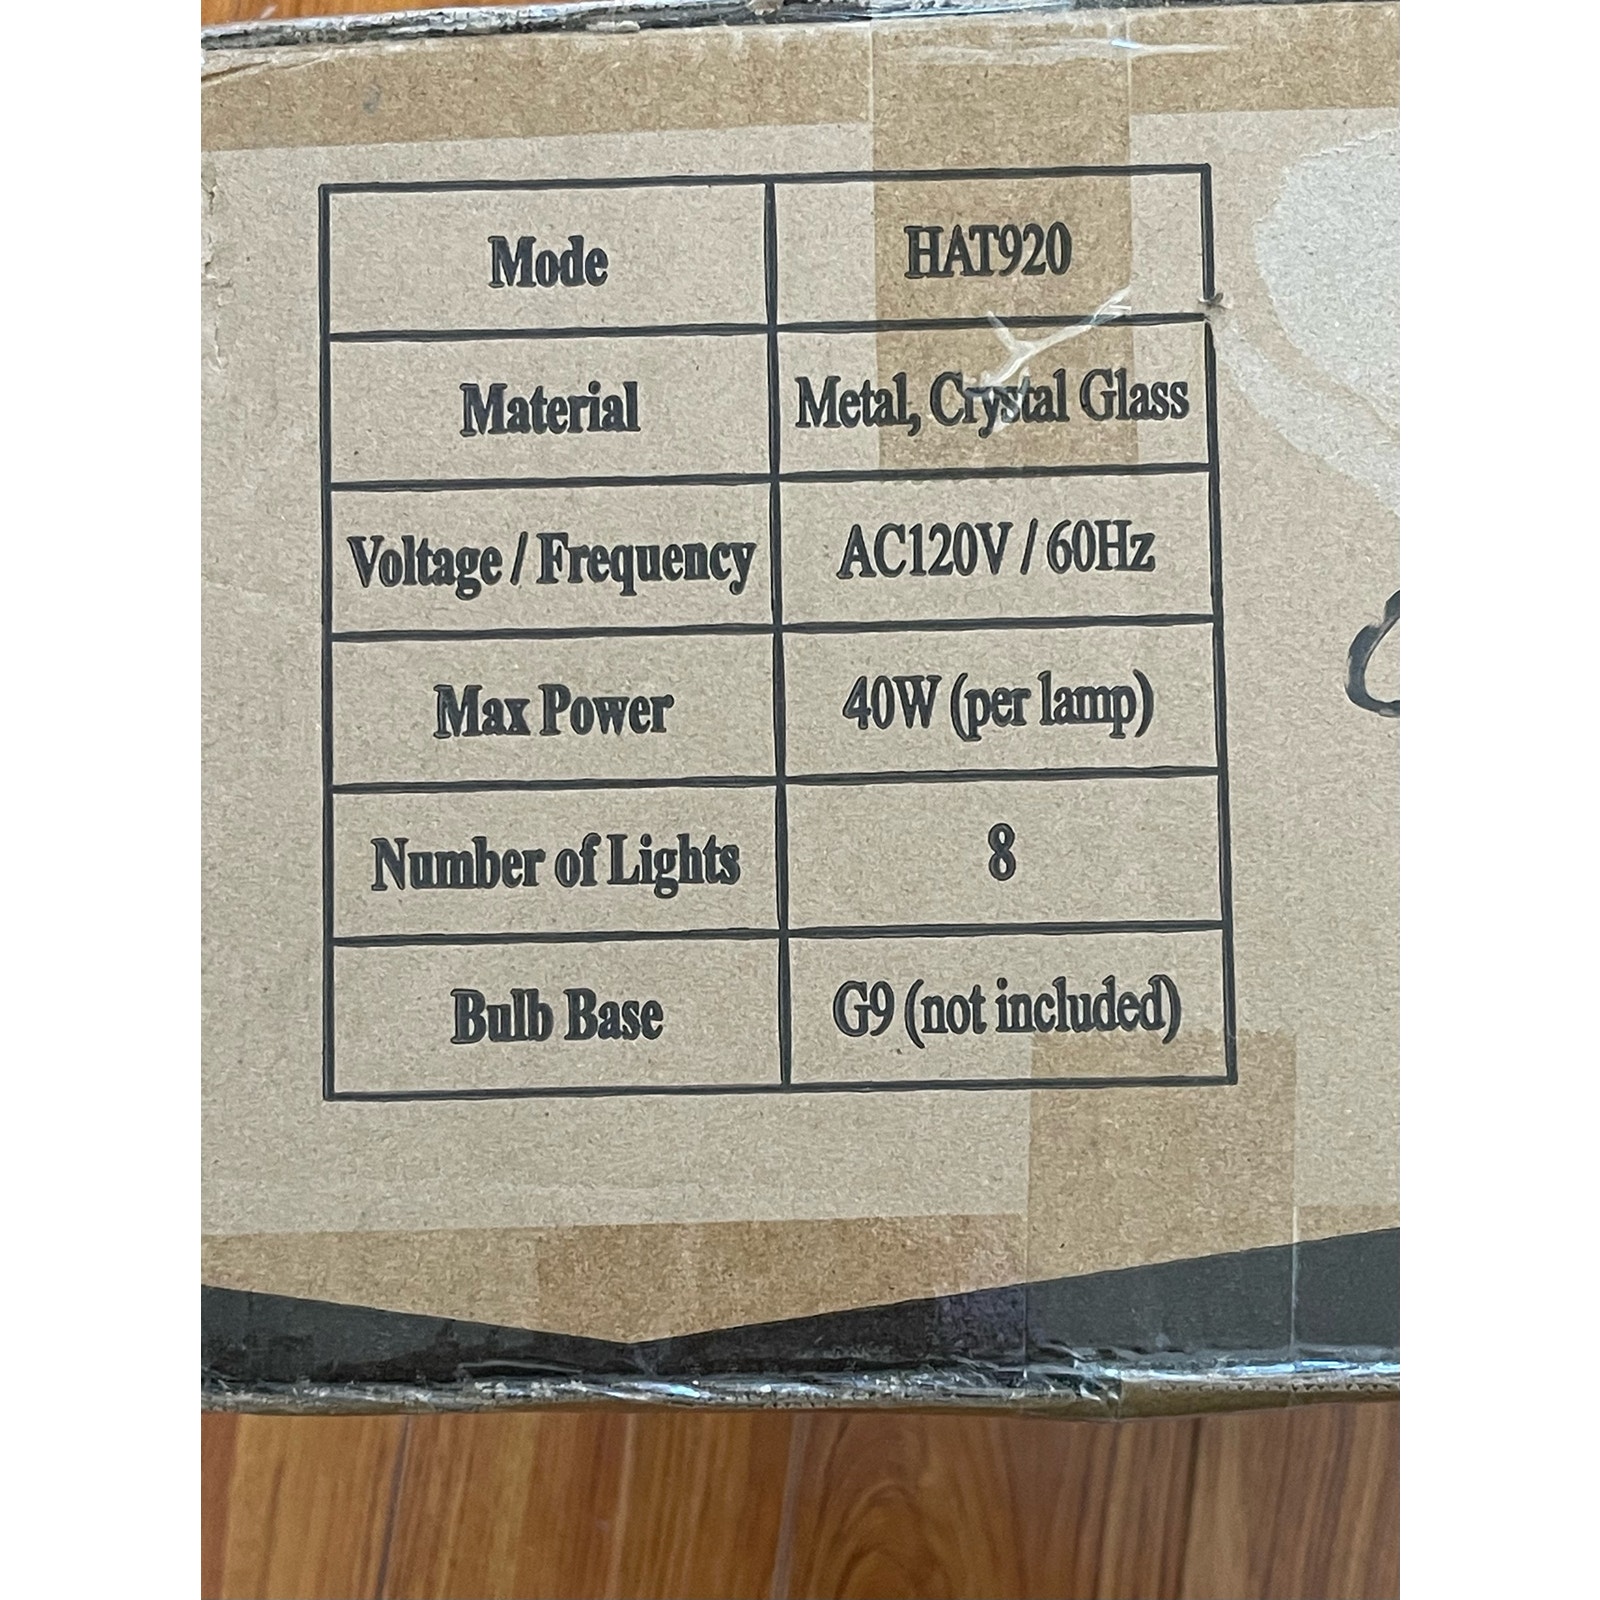 Mode HAT920
Material Metal, Crystal Glass
Voltage / Frequency AC120V / 60Hz
Max Power 40W (per lamp)
Number of Lights 8
Bulb Base G9 (not included)